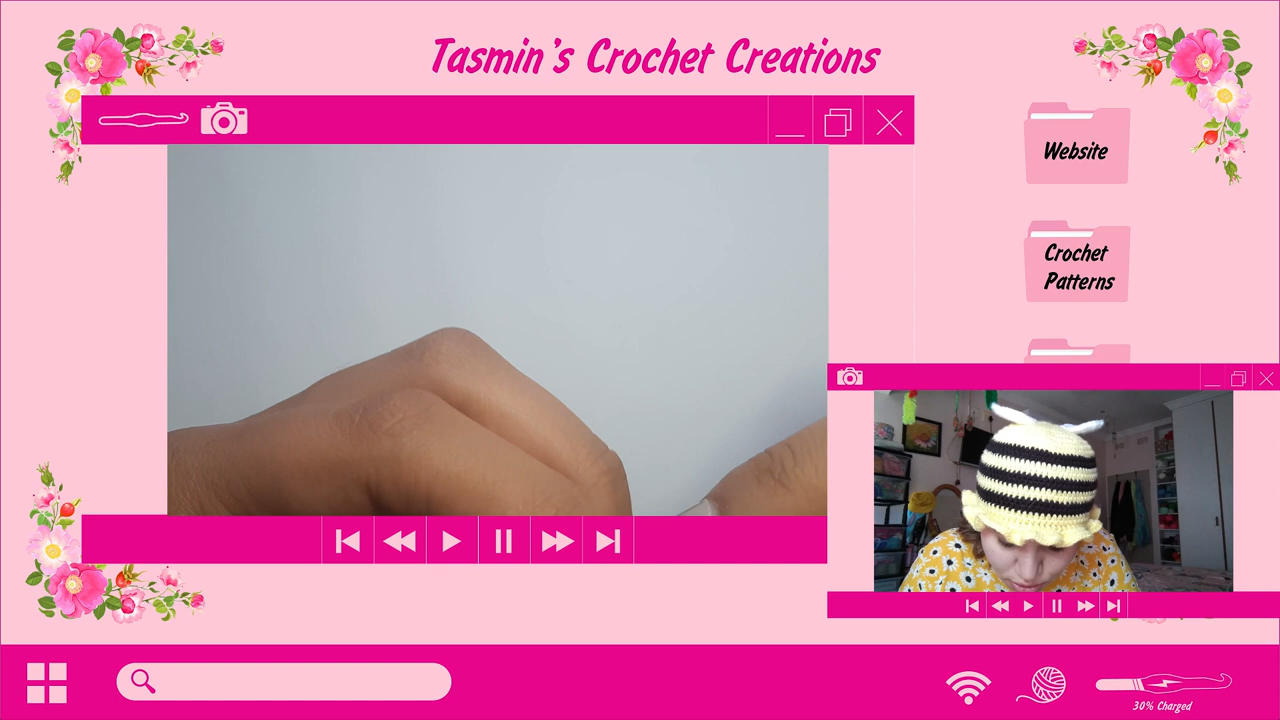 Tasmin's Crochet Creations
Website
Crochet
Patterns
30% Charged